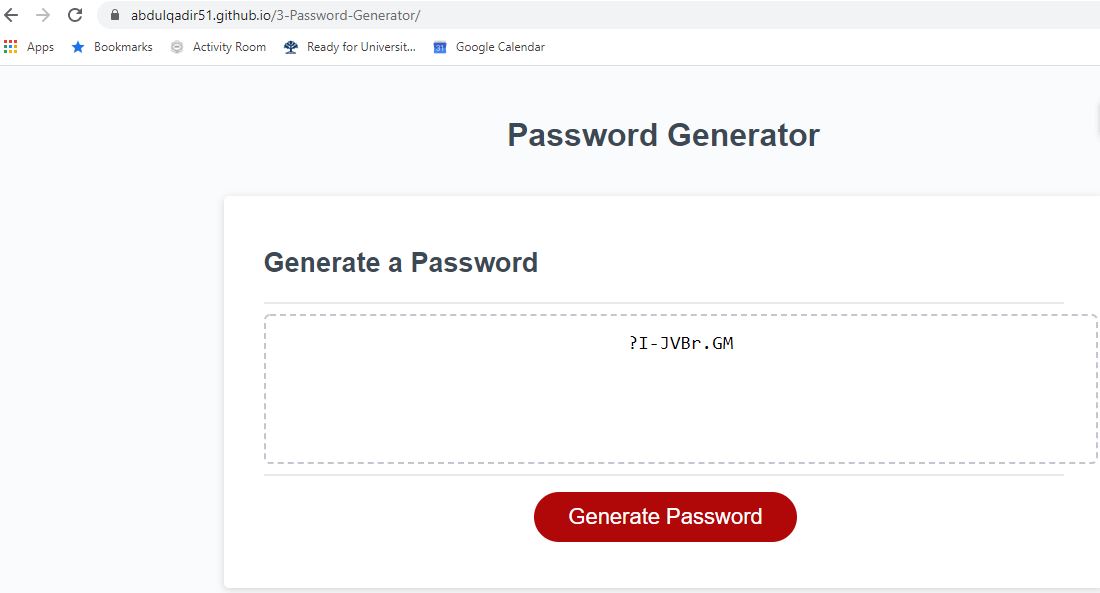 abdulqadir51.github.io/3-Password-Generator/
Apps Bookmarks Activity Room Ready for Universit... 31 Google Calendar
Password Generator
Generate a Password
?I-JVBr.GM
Generate Password